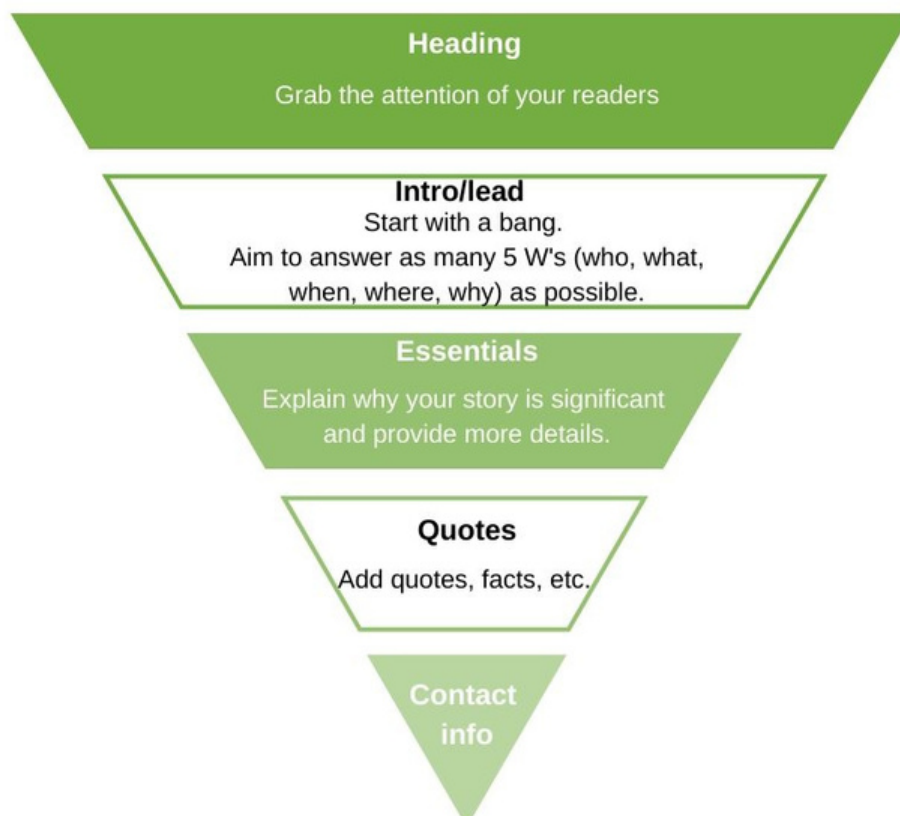 Heading
Grab the attention of your readers
Intro/lead
Start with a bang.
Aim to answer as many 5 W's (who, what,
when, where, why) as possible.
Essentials
Explain why your story is significant
and provide more details.
Quotes
Add quotes, facts, etc.
Contact
info